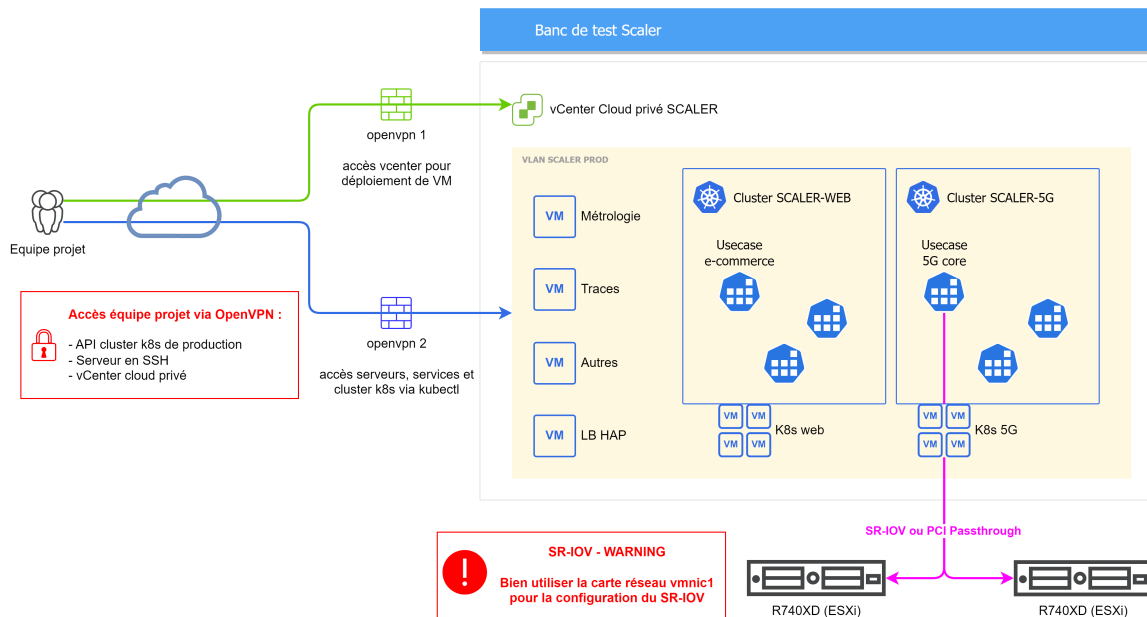 Banc de test Scaler
vCenter Cloud privé SCALER
openvpn 1
accès vcenter pour
déploiement de VM
VLAN SCALER PROD
Equipe projet
VM
Métrologie
VM
Traces
VM
Autres
VM
LB HAP
Cluster SCALER-WEB
Usecase
e-commerce
Cluster SCALER-5G
Usecase
5G core
Accès équipe projet via OpenVPN :
- API cluster k8s de production
- Serveur en SSH
- vCenter cloud privé
openvpn 2
accès serveurs, services et
cluster k8s via kubectl
VM VM
VM VM
K8s web
VM VM
VM VM
K8s 5G
SR-IOV ou PCI Passthrough
SR-IOV - WARNING
Bien utiliser la carte réseau vmnic1
pour la configuration du SR-IOV
R740XD (ESXi)
R740XD (ESXi)